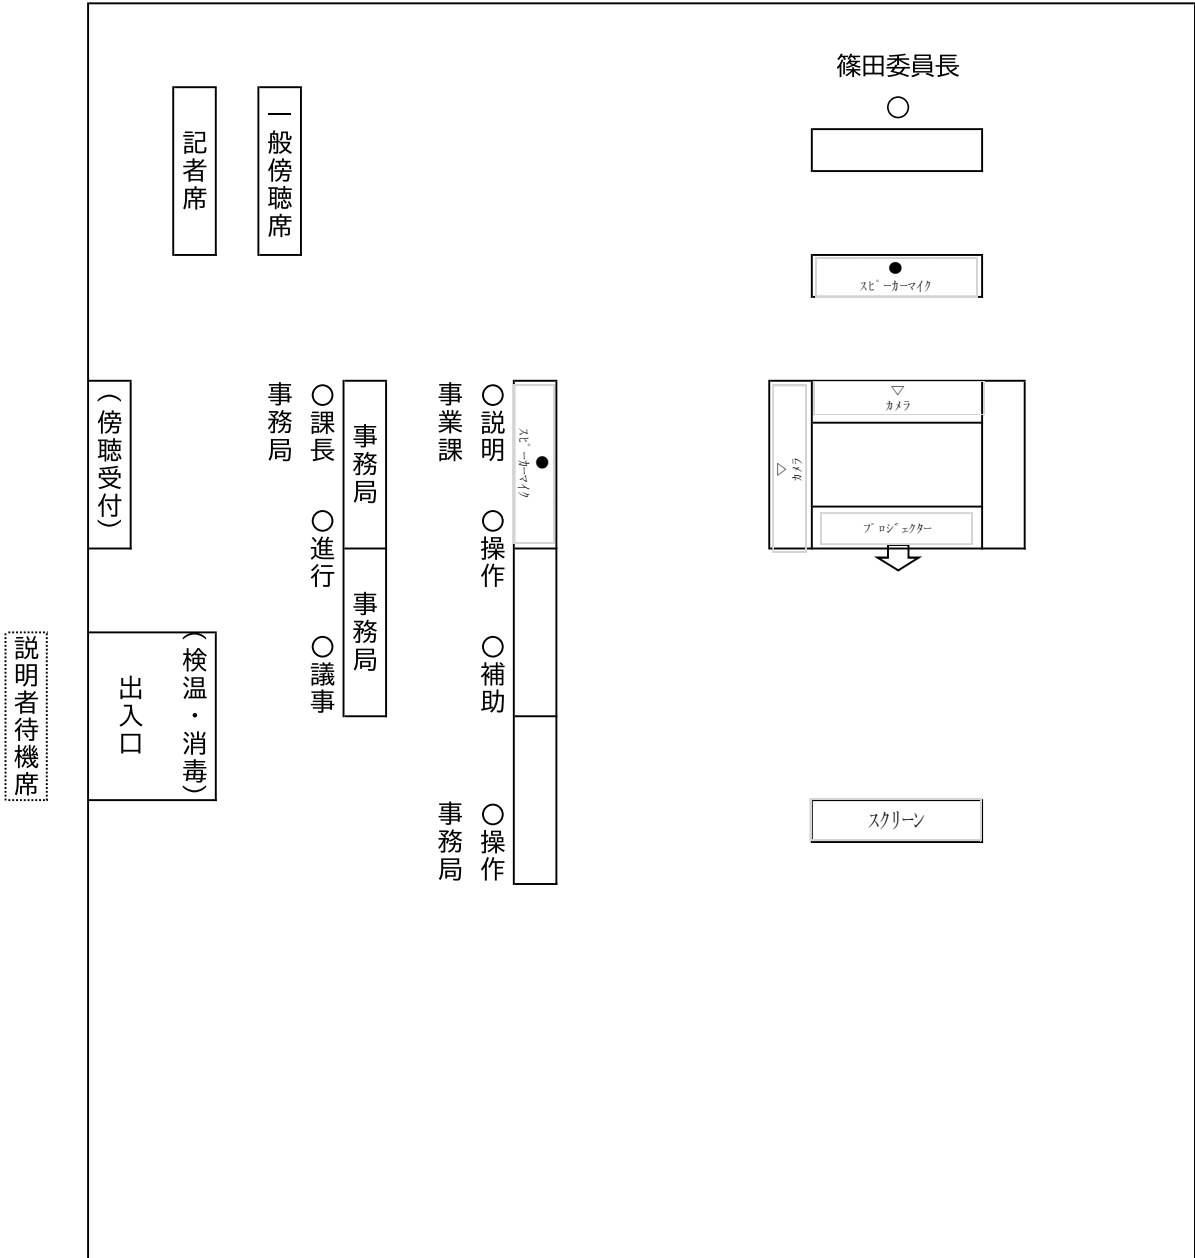 篠田委員長
○
記者席
一般傍聴席
●
ｽﾋﾟｰｶｰﾏｲｸ
（傍聴受付）
事務局
○課長
○進行
○議事
事務局
事務局
事業課
○説明
○操作
○補助
●
ｽﾋﾟｰｶｰﾏｲｸ
▽
ｶﾒﾗ
▽
ｶﾒﾗ
ﾌﾟﾛｼﾞｪｸﾀｰ
説明者待機席
出入口
（検温・消毒）
事務局
○操作
ｽｸﾘｰﾝ